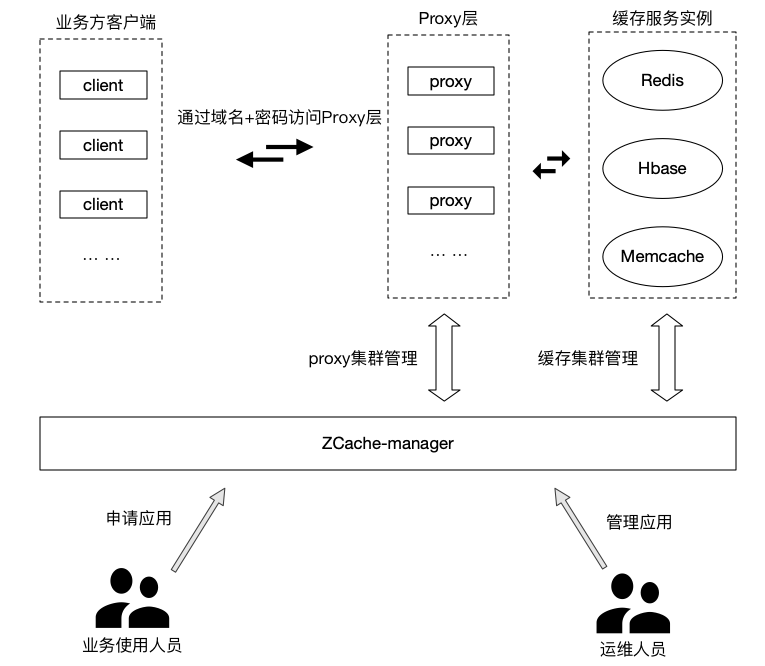 业务方客户端
Proxy层
缓存服务实例
client
client
client
... ...
通过域名+密码访问Proxy层
proxy
proxy
proxy
... ...
Redis
Hbase
Memcache
proxy集群管理
缓存集群管理
ZCache-manager
申请应用
管理应用
业务使用人员
运维人员